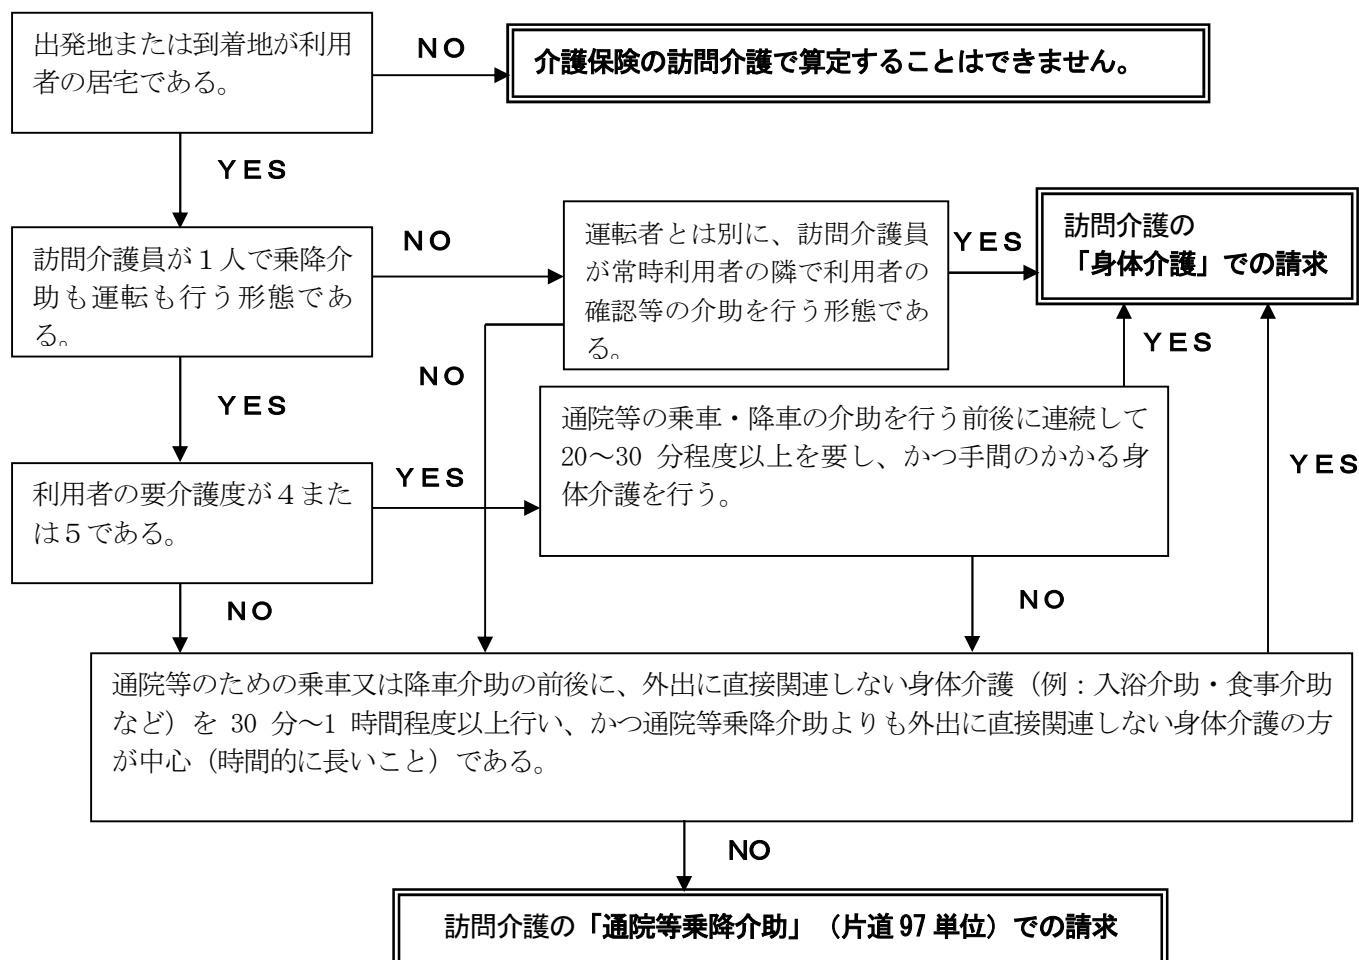 出発地または到着地が利用
者の居宅である。
NO
介護保険の訪問介護で算定することはできません。
YES
訪問介護員が１人で乗降介
助も運転も行う形態であ
る。
NO
運転者とは別に、訪問介護員
が常時利用者の隣で利用者の
確認等の介助を行う形態であ
る。
YES
訪問介護の
「身体介護」での請求
YES
NO
YES
通院等の乗車・降車の介助を行う前後に連続して
20～30 分程度以上を要し、かつ手間のかかる身
体介護を行う。
YES
利用者の要介護度が４また
は５である。
YES
NO
NO
通院等のための乗車又は降車介助の前後に、外出に直接関連しない身体介護（例：入浴介助・食事介助
など）を 30 分～1 時間程度以上行い、かつ通院等乗降介助よりも外出に直接関連しない身体介護の方
が中心（時間的に長いこと）である。
NO
訪問介護の「通院等乗降介助」（片道 97 単位）での請求